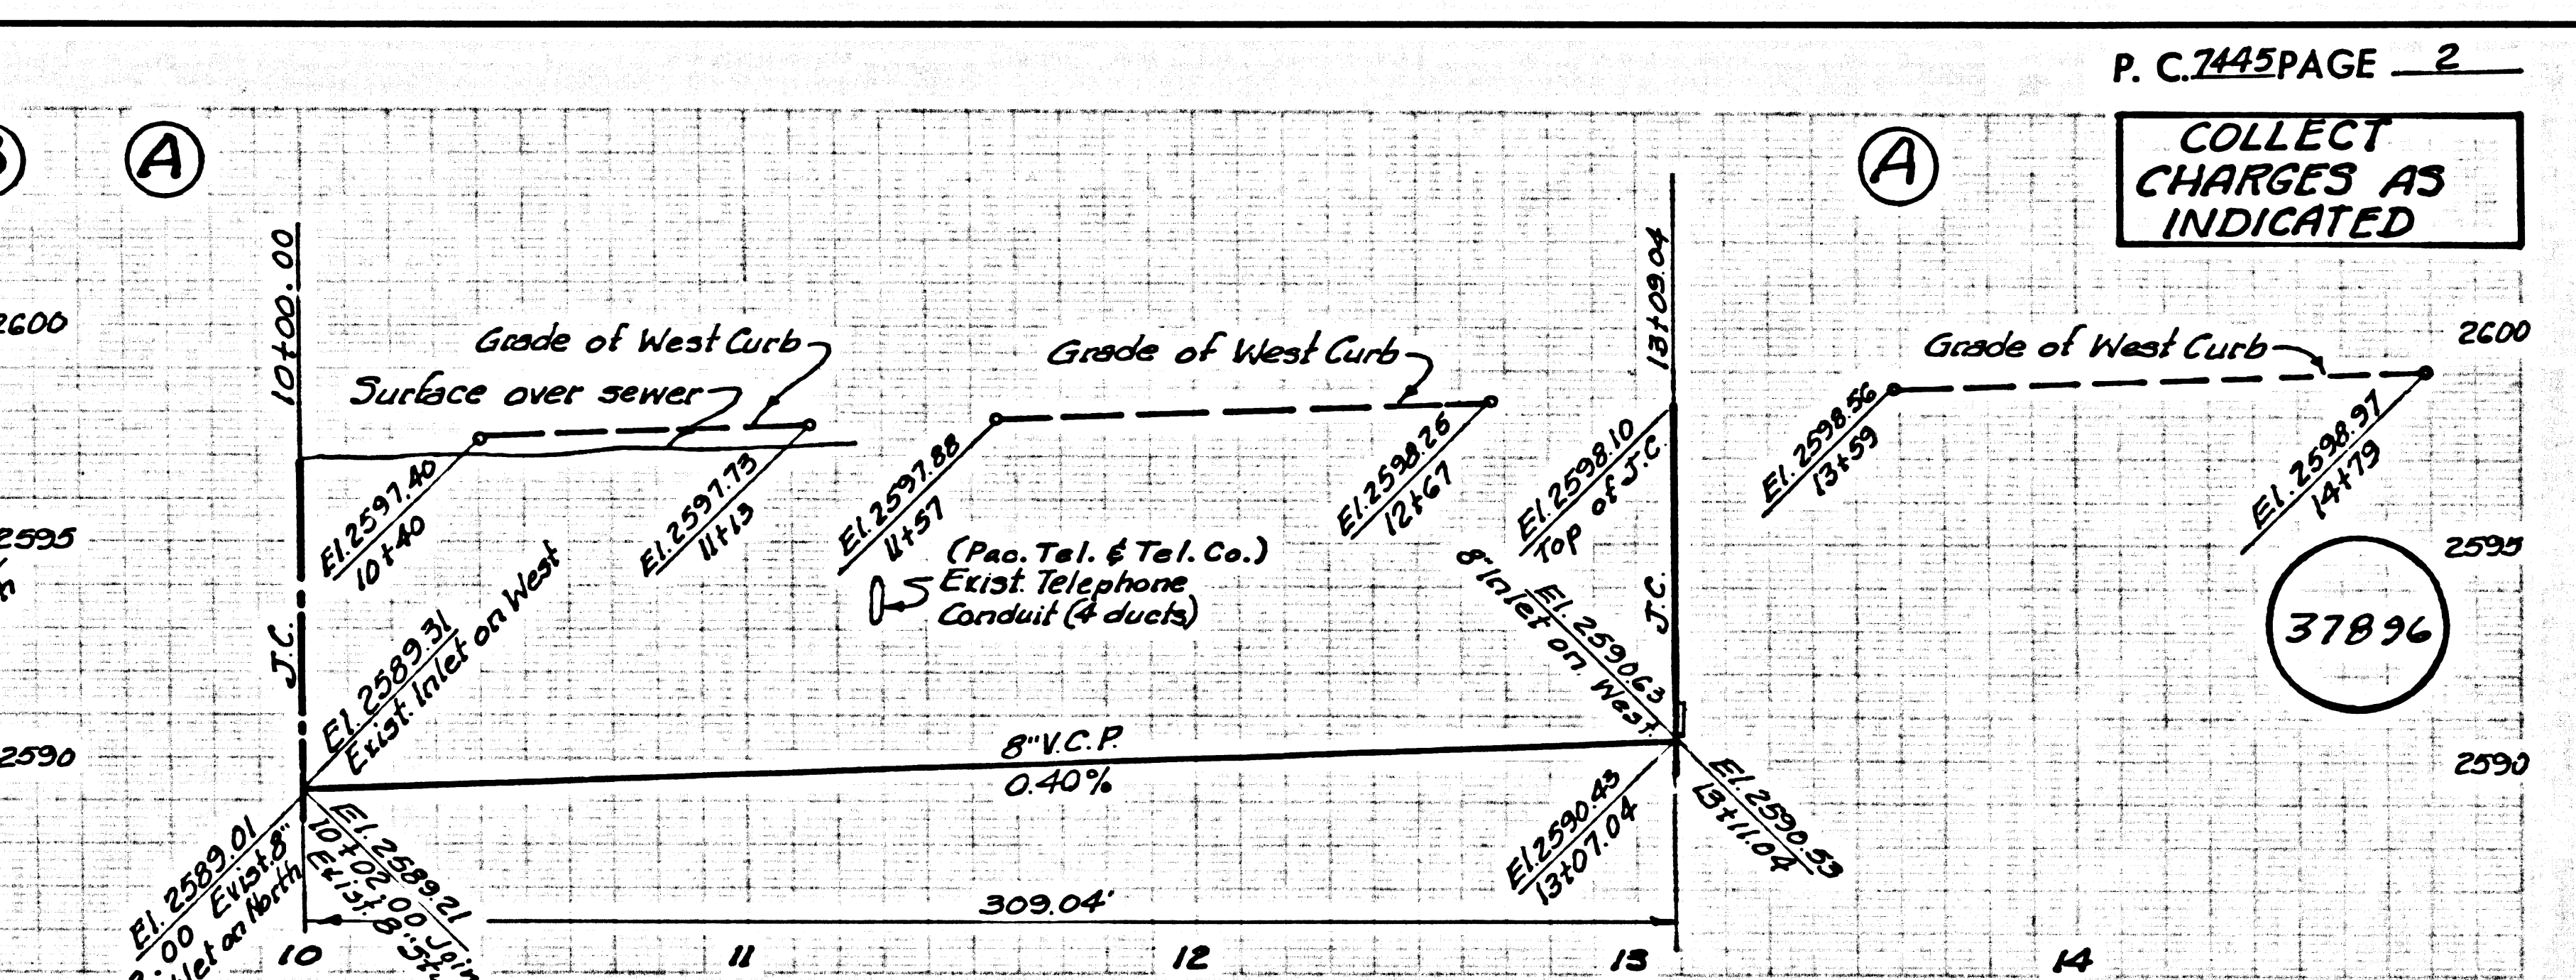 P. C. 7445 PAGE 2
COLLECT
CHARGES AS
INDICATED
A
A
10+00.00
13+09.04
2600
2600
Grade of West Curb
Surface over sewer
Grade of West Curb
Grade of West Curb
El. 2597.40
10+40
El. 2597.73
11+13
El. 2597.88
11+57
El. 2598.26
12+67
El. 2598.10
Top of J.C.
El. 2598.56
13+59
El. 2598.97
14+79
2595
2595
(Pac. Tel. & Tel. Co.)
Exist. Telephone
Conduit (4 ducts)
J.C.
J.C.
El. 2589.31
Exist. Inlet on West
El. 2590.63
8" Inlet on West.
37896
2590
2590
8" V.C.P.
0.40%
El. 2589.01
:00 Exist. 8"
let on North
El. 2589.21
10+02.00 Join
Exist. 8"
El. 2590.43
13+07.04
El. 2590.53
13+11.04
309.04'
10
11
12
13
14